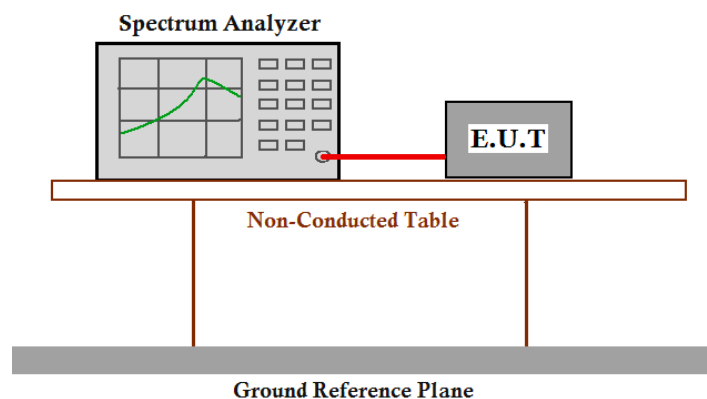 Spectrum Analyzer
E.U.T
Non-Conducted Table
Ground Reference Plane